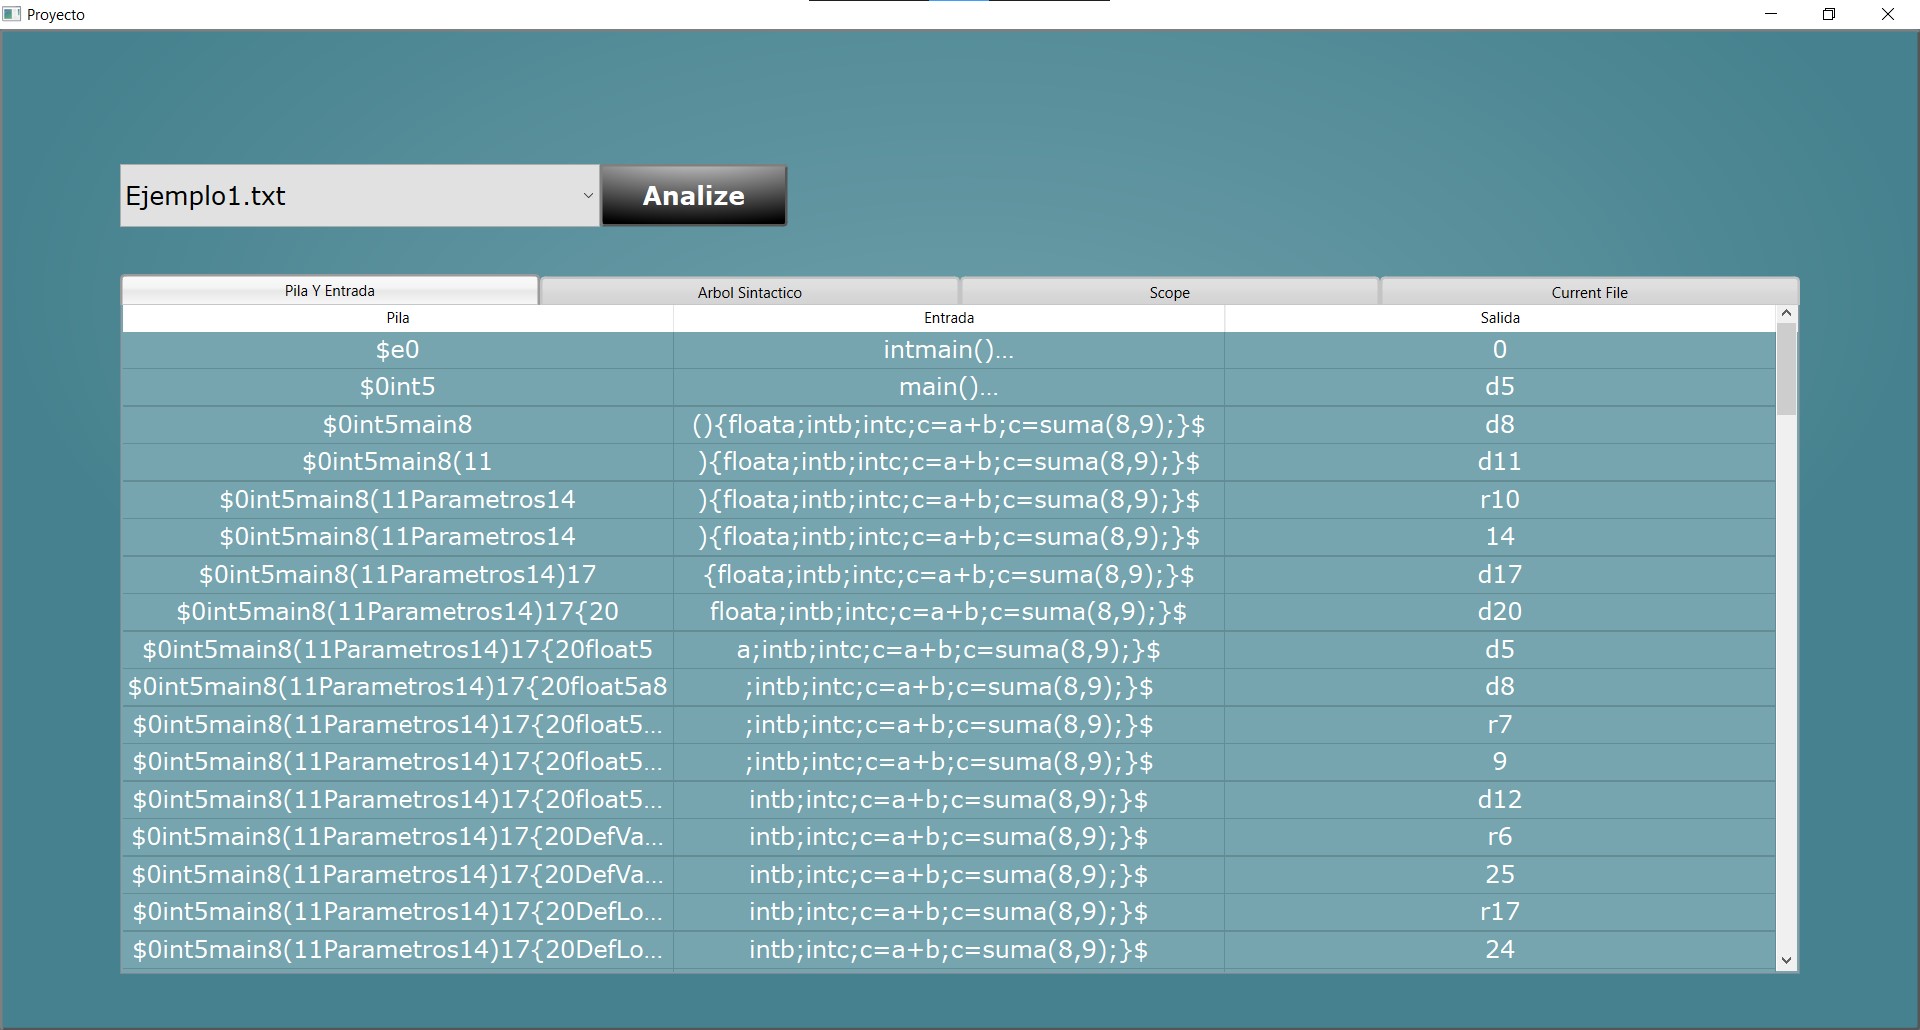 Proyecto
Ejemplo1.txt Analize
Pila Y Entrada Arbol Sintactico Scope Current File
Pila Entrada Salida
$e0 intmain()... 0
$0int5 main()... d5
$0int5main8 (){floata;intb;intc;c=a+b;c=suma(8,9);}$ d8
$0int5main8(11 ){floata;intb;intc;c=a+b;c=suma(8,9);}$ d11
$0int5main8(11Parametros14 ){floata;intb;intc;c=a+b;c=suma(8,9);}$ r10
$0int5main8(11Parametros14 ){floata;intb;intc;c=a+b;c=suma(8,9);}$ 14
$0int5main8(11Parametros14)17 {floata;intb;intc;c=a+b;c=suma(8,9);}$ d17
$0int5main8(11Parametros14)17{20 floata;intb;intc;c=a+b;c=suma(8,9);}$ d20
$0int5main8(11Parametros14)17{20float5 a;intb;intc;c=a+b;c=suma(8,9);}$ d5
$0int5main8(11Parametros14)17{20float5a8 ;intb;intc;c=a+b;c=suma(8,9);}$ d8
$0int5main8(11Parametros14)17{20float5... ;intb;intc;c=a+b;c=suma(8,9);}$ r7
$0int5main8(11Parametros14)17{20float5... ;intb;intc;c=a+b;c=suma(8,9);}$ 9
$0int5main8(11Parametros14)17{20float5... intb;intc;c=a+b;c=suma(8,9);}$ d12
$0int5main8(11Parametros14)17{20DefVa... intb;intc;c=a+b;c=suma(8,9);}$ r6
$0int5main8(11Parametros14)17{20DefVa... intb;intc;c=a+b;c=suma(8,9);}$ 25
$0int5main8(11Parametros14)17{20DefLo... intb;intc;c=a+b;c=suma(8,9);}$ r17
$0int5main8(11Parametros14)17{20DefLo... intb;intc;c=a+b;c=suma(8,9);}$ 24